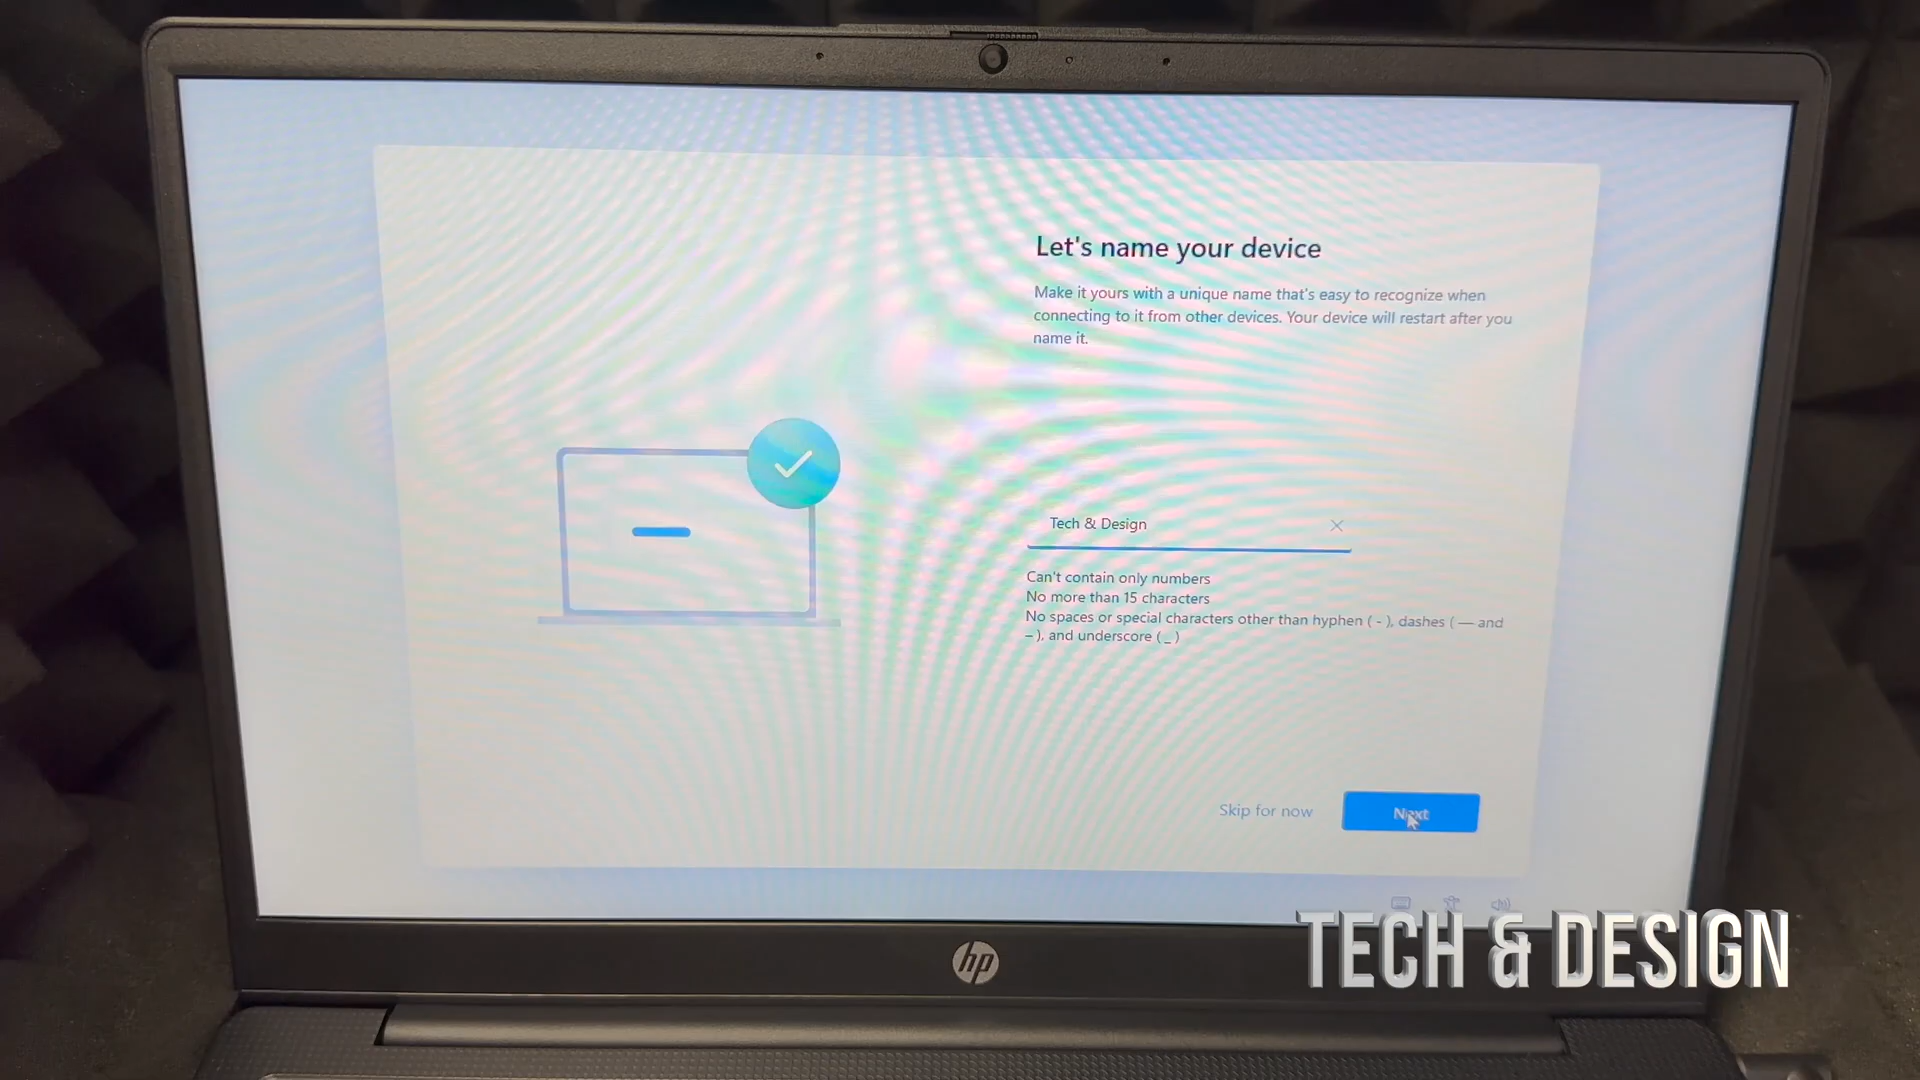 Let's name your device
Make it yours with a unique name that's easy to recognize when
connecting to it from other devices. Your device will restart after you
name it.
Tech & Design
Can't contain only numbers
No more than 15 characters
No spaces or special characters other than hyphen ( - ), dashes ( — and
– ), and underscore ( _ )
Skip for now
Next
hp
TECH & DESIGN